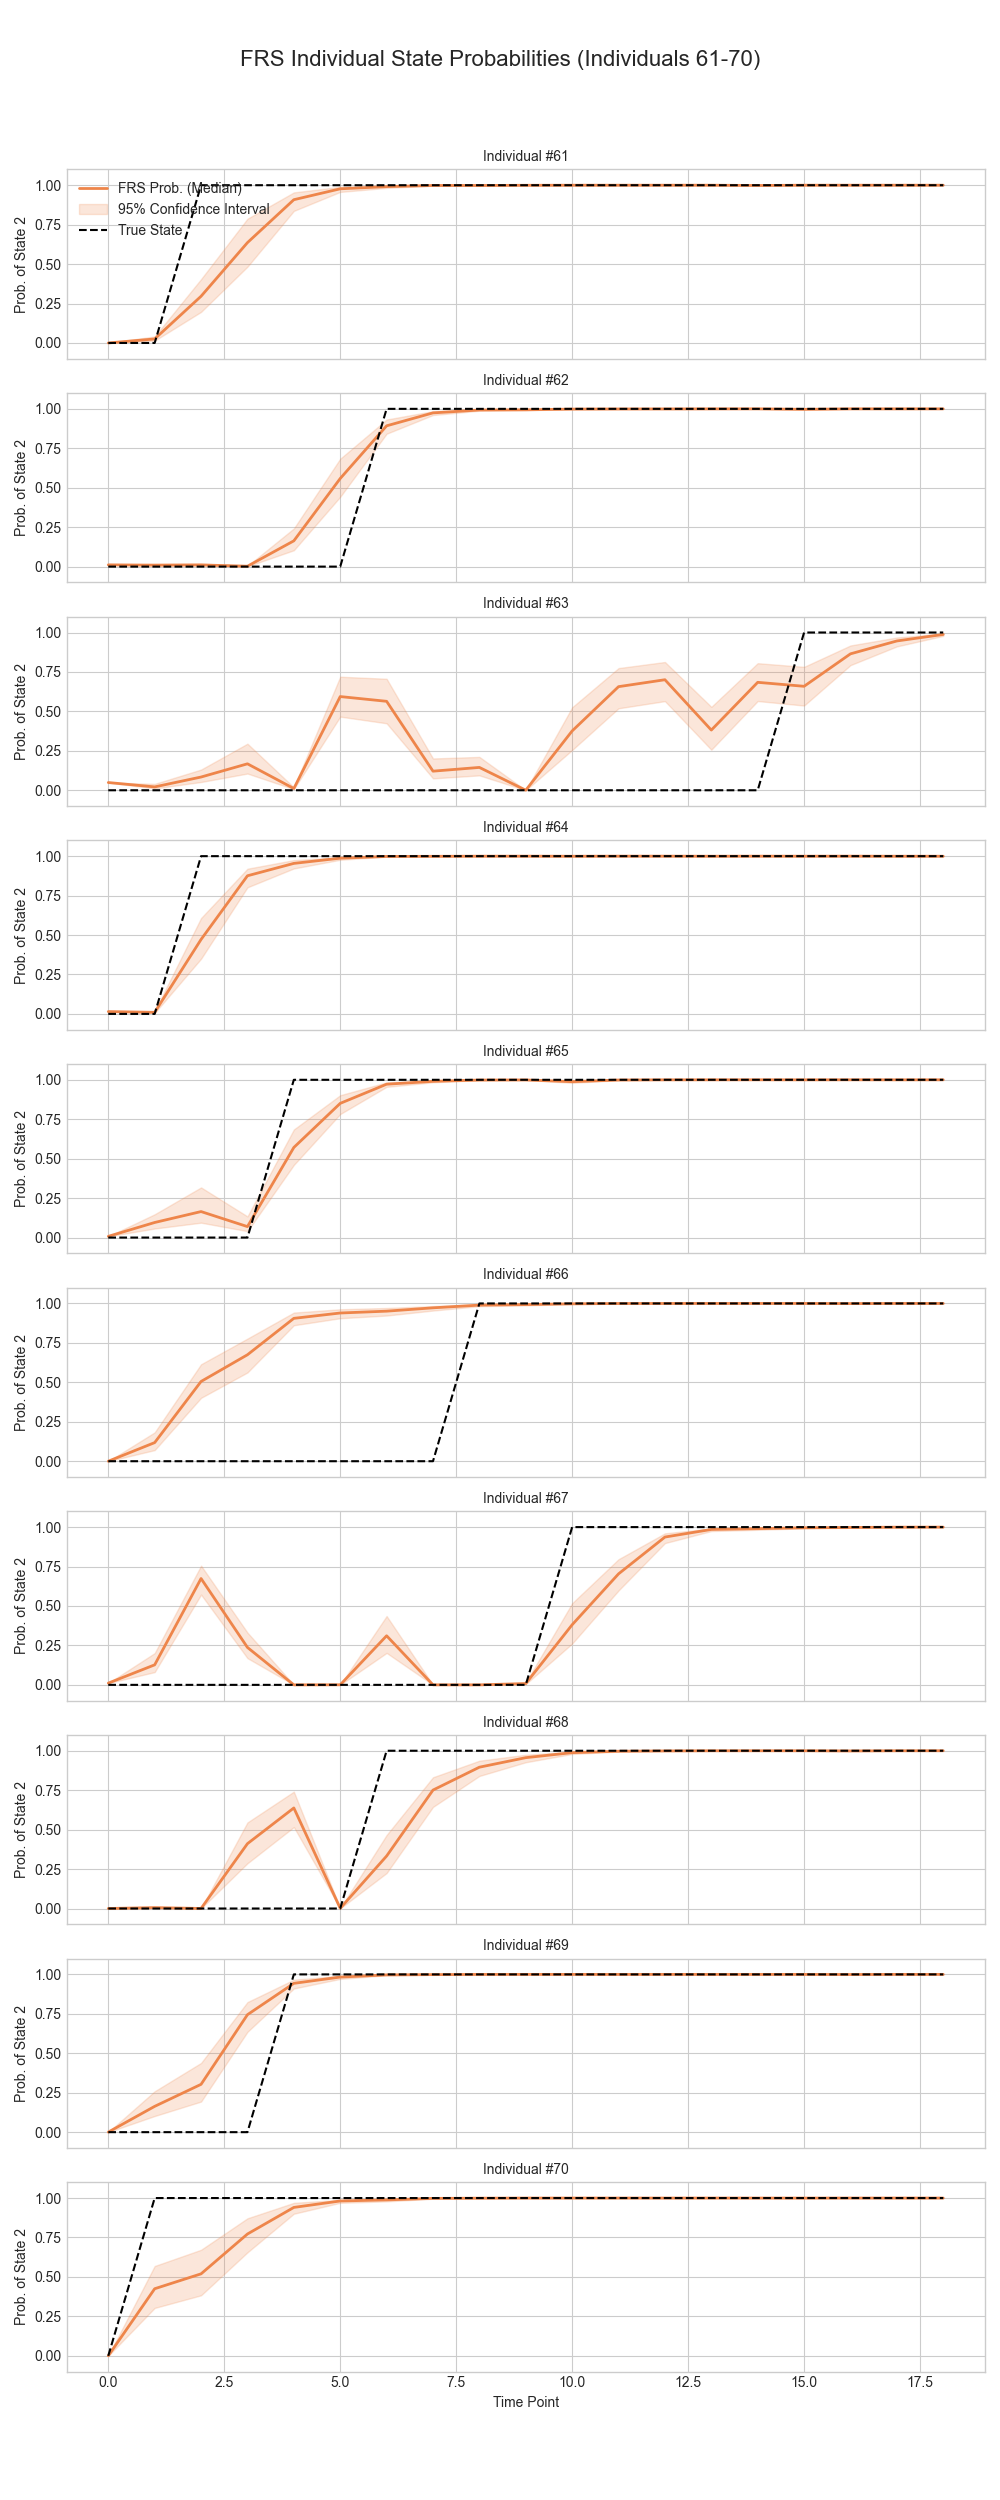 FRS Individual State Probabilities (Individuals 61-70)
Individual #61
FRS Prob. (Median)
95% Confidence Interval
True State
Prob. of State 2
1.00
0.75
0.50
0.25
0.00
Individual #62
Prob. of State 2
1.00
0.75
0.50
0.25
0.00
Individual #63
Prob. of State 2
1.00
0.75
0.50
0.25
0.00
Individual #64
Prob. of State 2
1.00
0.75
0.50
0.25
0.00
Individual #65
Prob. of State 2
1.00
0.75
0.50
0.25
0.00
Individual #66
Prob. of State 2
1.00
0.75
0.50
0.25
0.00
Individual #67
Prob. of State 2
1.00
0.75
0.50
0.25
0.00
Individual #68
Prob. of State 2
1.00
0.75
0.50
0.25
0.00
Individual #69
Prob. of State 2
1.00
0.75
0.50
0.25
0.00
Individual #70
Prob. of State 2
1.00
0.75
0.50
0.25
0.00
0.0 2.5 5.0 7.5 10.0 12.5 15.0 17.5
Time Point